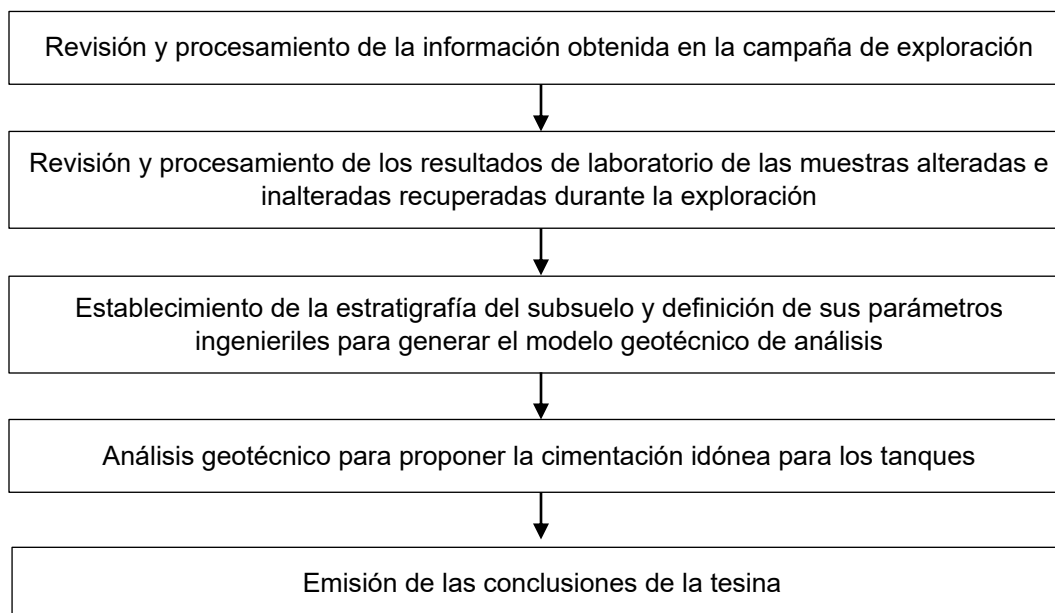 Revisión y procesamiento de la información obtenida en la campaña de exploración
Revisión y procesamiento de los resultados de laboratorio de las muestras alteradas e
inalteradas recuperadas durante la exploración
Establecimiento de la estratigrafía del subsuelo y definición de sus parámetros
ingenieriles para generar el modelo geotécnico de análisis
Análisis geotécnico para proponer la cimentación idónea para los tanques
Emisión de las conclusiones de la tesina